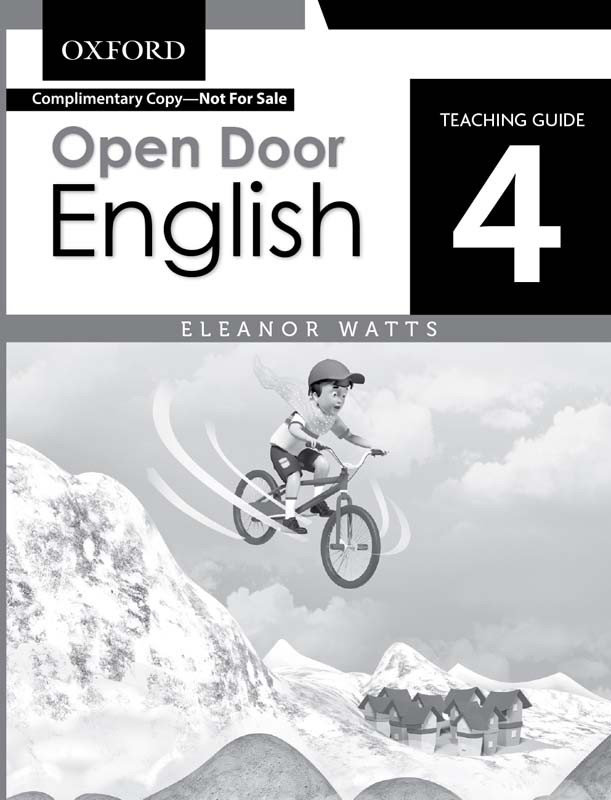 OXFORD
Complimentary Copy—Not For Sale
Open Door
English
TEACHING GUIDE
4
ELEANOR WATTS